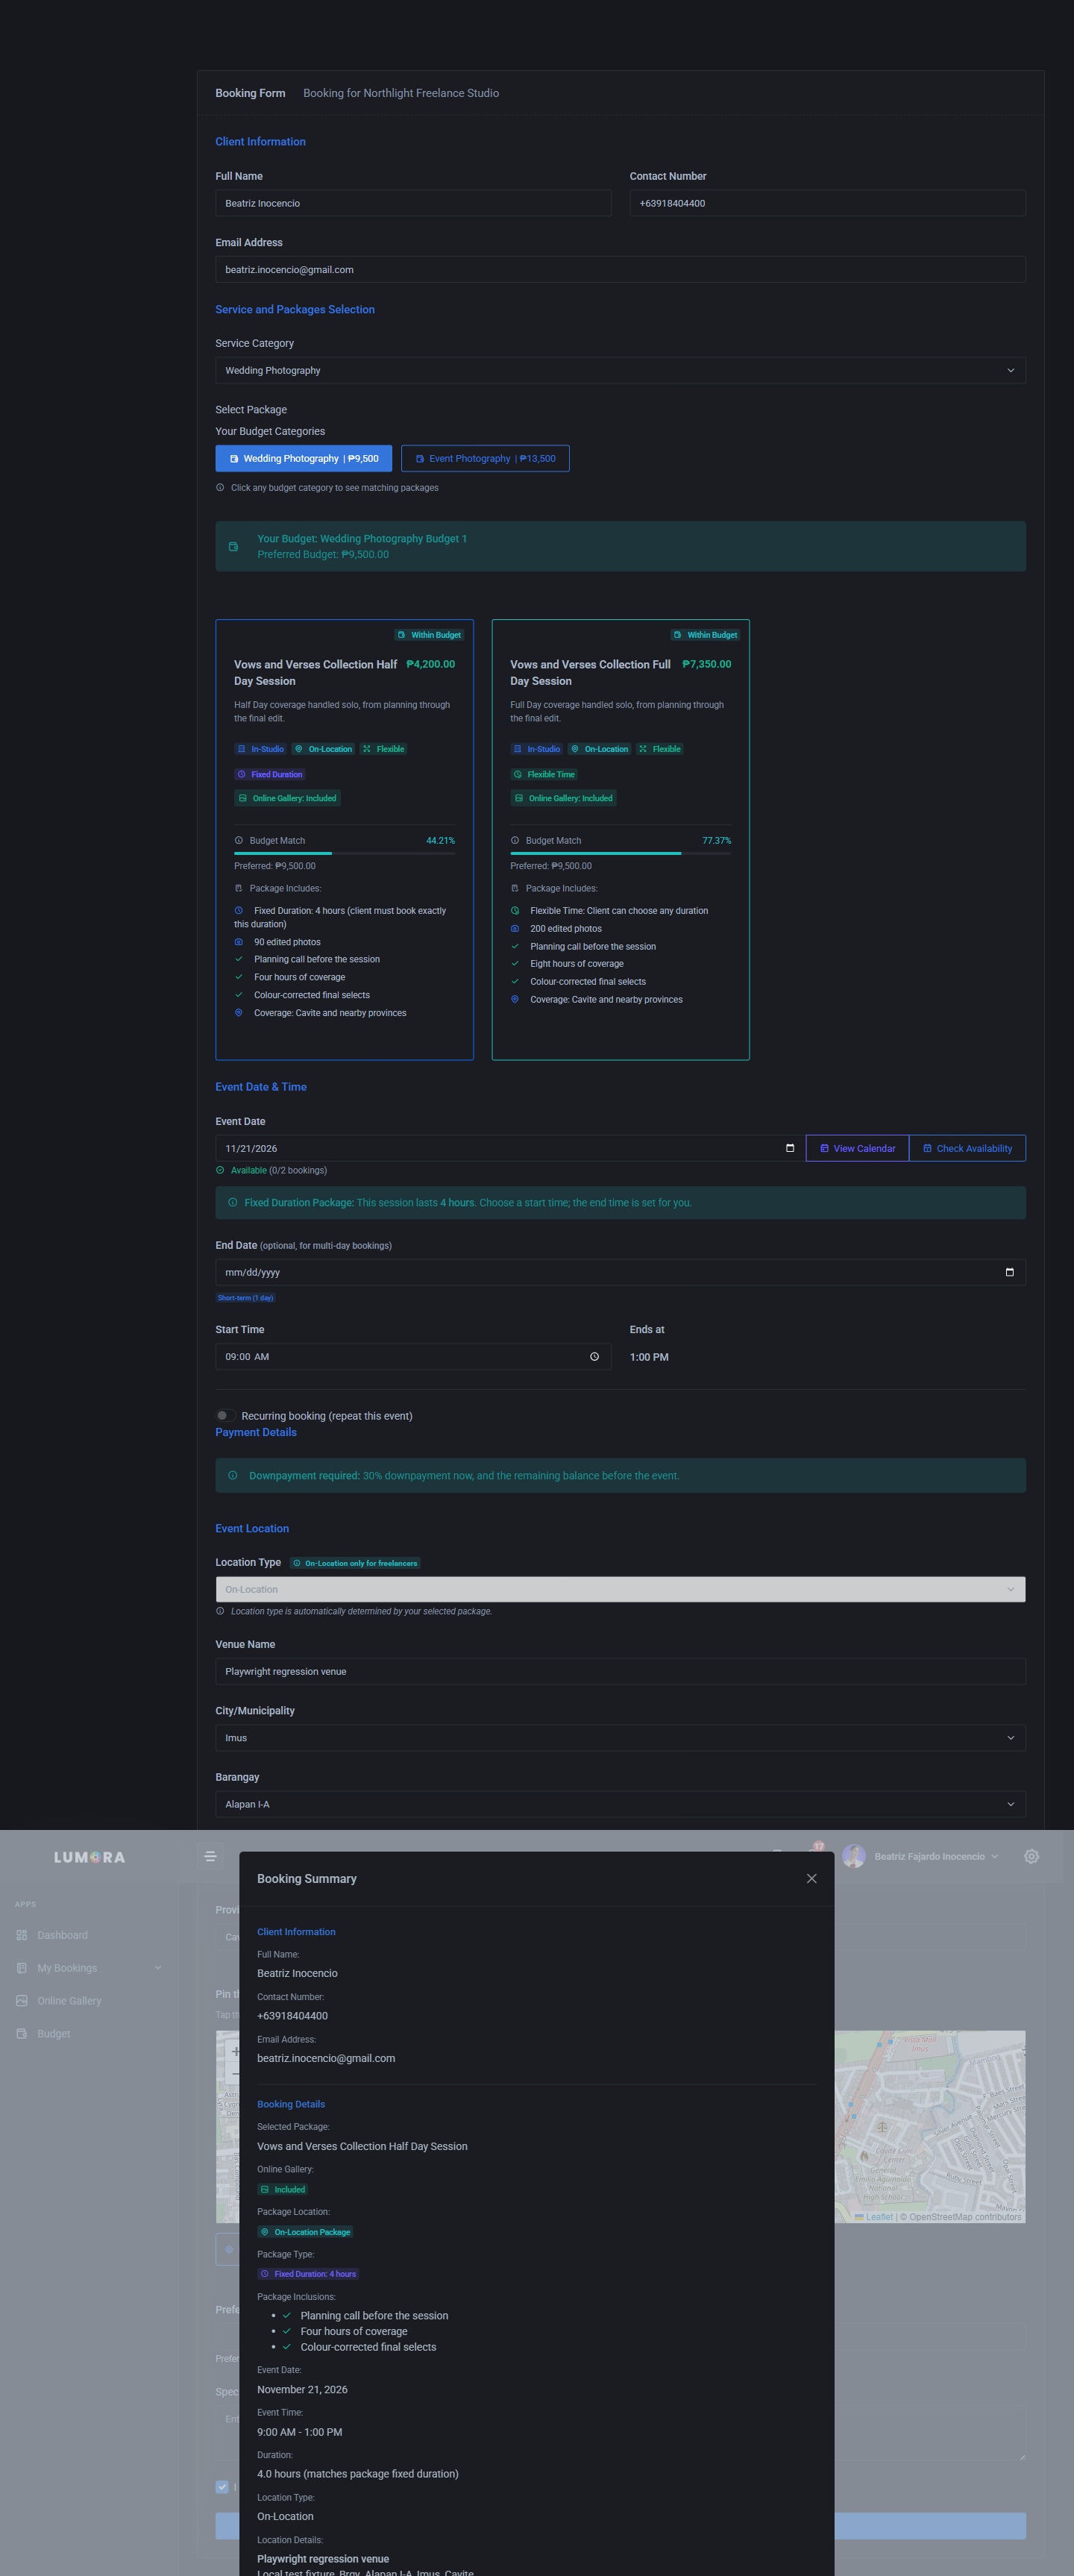 Booking Form Booking for Northlight Freelance Studio
Client Information
Full Name Contact Number
Beatriz Inocencio +63918404400
Email Address
beatriz.inocencio@gmail.com
Service and Packages Selection
Service Category
Wedding Photography
Select Package
Your Budget Categories
Wedding Photography | ₱9,500 Event Photography | ₱13,500
Click any budget category to see matching packages
Your Budget: Wedding Photography Budget 1
Preferred Budget: ₱9,500.00
Within Budget
Vows and Verses Collection Half Day Session ₱4,200.00
Half Day coverage handled solo, from planning through
the final edit.
In-Studio On-Location Flexible
Fixed Duration
Online Gallery: Included
Budget Match 44.21%
Preferred: ₱9,500.00
Package Includes:
Fixed Duration: 4 hours (client must book exactly
this duration)
90 edited photos
Planning call before the session
Four hours of coverage
Colour-corrected final selects
Coverage: Cavite and nearby provinces
Within Budget
Vows and Verses Collection Full Day Session ₱7,350.00
Full Day coverage handled solo, from planning through
the final edit.
In-Studio On-Location Flexible
Flexible Time
Online Gallery: Included
Budget Match 77.37%
Preferred: ₱9,500.00
Package Includes:
Flexible Time: Client can choose any duration
200 edited photos
Planning call before the session
Eight hours of coverage
Colour-corrected final selects
Coverage: Cavite and nearby provinces
Event Date & Time
Event Date
11/21/2026 View Calendar Check Availability
Available (0/2 bookings)
Fixed Duration Package: This session lasts 4 hours. Choose a start time; the end time is set for you.
End Date (optional, for multi-day bookings)
mm/dd/yyyy
Short-term (1 day)
Start Time Ends at
09:00 AM 1:00 PM
Recurring booking (repeat this event)
Payment Details
Downpayment required: 30% downpayment now, and the remaining balance before the event.
Event Location
Location Type On-Location only for freelancers
On-Location
Location type is automatically determined by your selected package.
Venue Name
Playwright regression venue
City/Municipality
Imus
Barangay
Alapan I-A
LUMORA 17 Beatriz Fajardo Inocencio
APPS
Dashboard
My Bookings
Online Gallery
Budget
Booking Summary
Client Information
Full Name:
Beatriz Inocencio
Contact Number:
+63918404400
Email Address:
beatriz.inocencio@gmail.com
Booking Details
Selected Package:
Vows and Verses Collection Half Day Session
Online Gallery:
Included
Package Location:
On-Location Package
Package Type:
Fixed Duration: 4 hours
Package Inclusions:
Planning call before the session
Four hours of coverage
Colour-corrected final selects
Event Date:
November 21, 2026
Event Time:
9:00 AM - 1:00 PM
Duration:
4.0 hours (matches package fixed duration)
Location Type:
On-Location
Location Details:
Playwright regression venue
Local test fixture, Brgy. Alapan I-A, Imus, Cavite
Leaflet | © OpenStreetMap contributors